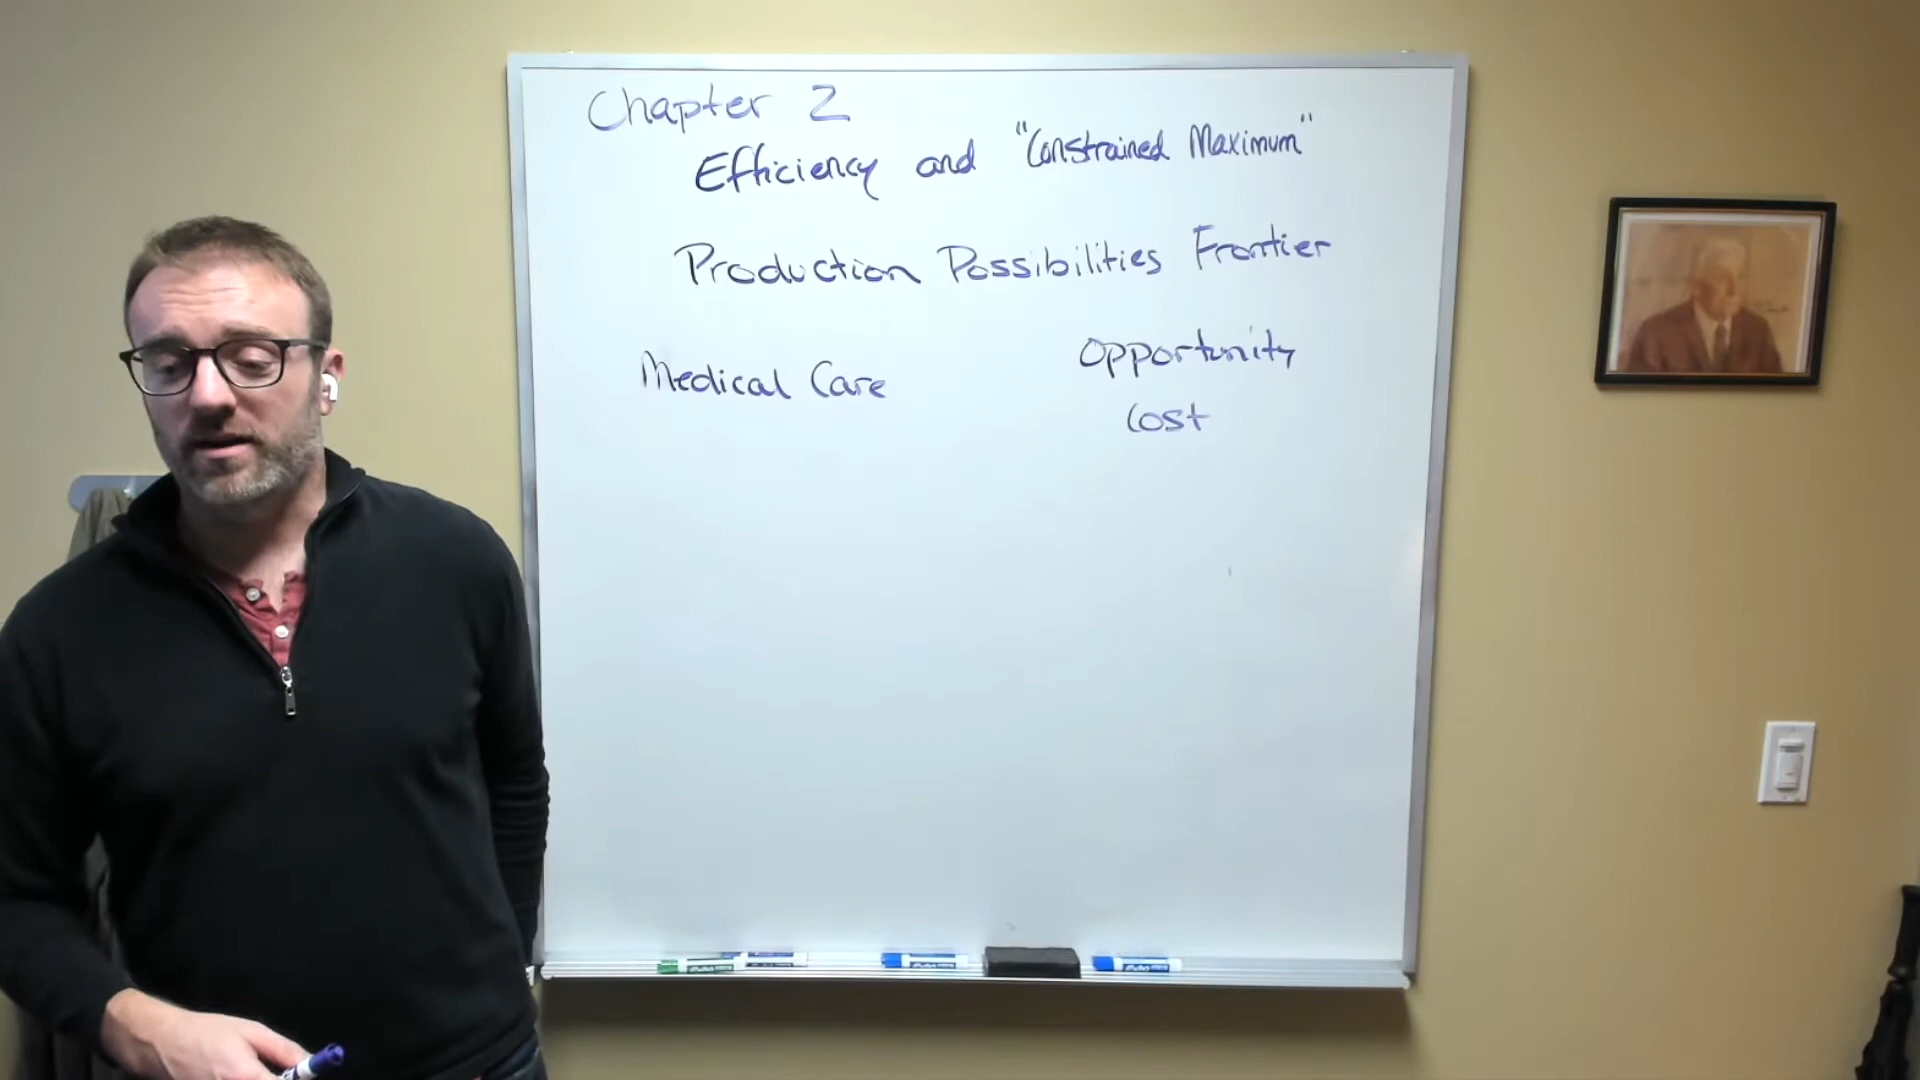 Chapter 2
Efficiency and "Constrained Maximum"
Production Possibilities Frontier
Medical Care
Opportunity
Cost